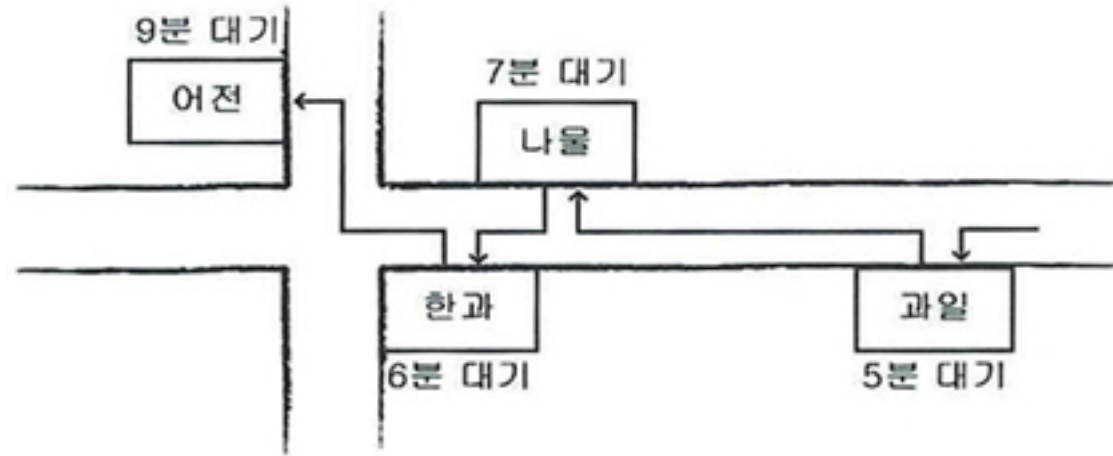 9분 대기
어전
7분 대기
나물
한과
6분 대기
과일
5분 대기